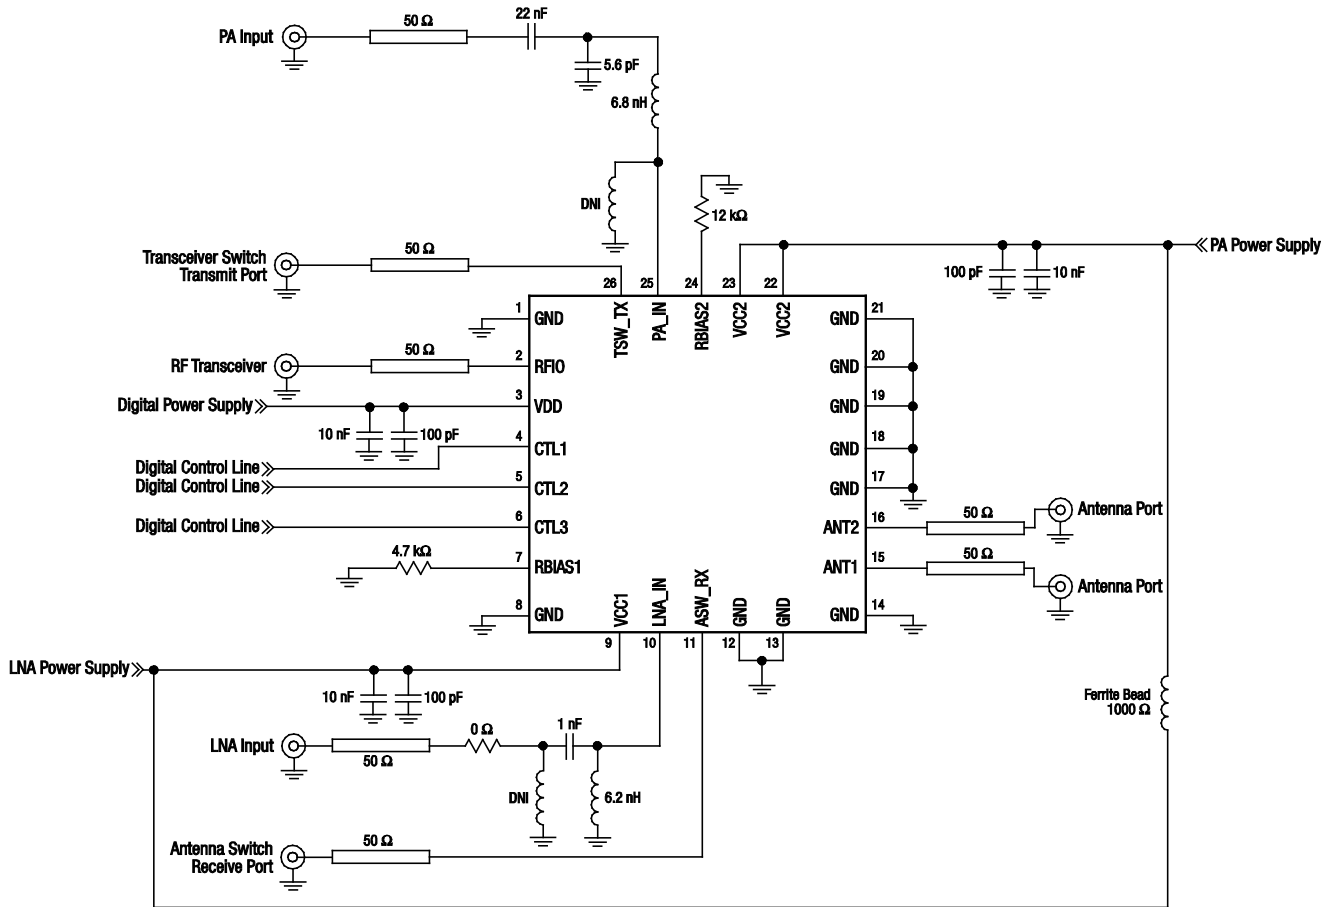 22 nF
50 Ω
PA Input
5.6 pF
6.8 nH
DNI
12 kΩ
Transceiver Switch
Transmit Port
50 Ω
PA Power Supply
100 pF
10 nF
26
25
24
23
22
TSW_TX
PA_IN
RBIAS2
VCC2
VCC2
1
GND
GND
21
RF Transceiver
50 Ω
2
RFIO
GND
20
Digital Power Supply
3
VDD
GND
19
10 nF
100 pF
4
CTL1
GND
18
Digital Control Line
Digital Control Line
5
CTL2
GND
17
Digital Control Line
6
CTL3
ANT2
16
50 Ω
Antenna Port
4.7 kΩ
7
RBIAS1
ANT1
15
50 Ω
Antenna Port
8
GND
GND
14
VCC1
LNA_IN
ASW_RX
GND
GND
9
10
11
12
13
LNA Power Supply
10 nF
100 pF
Ferrite Bead
1000 Ω
LNA Input
50 Ω
0 Ω
1 nF
DNI
6.2 nH
Antenna Switch
Receive Port
50 Ω